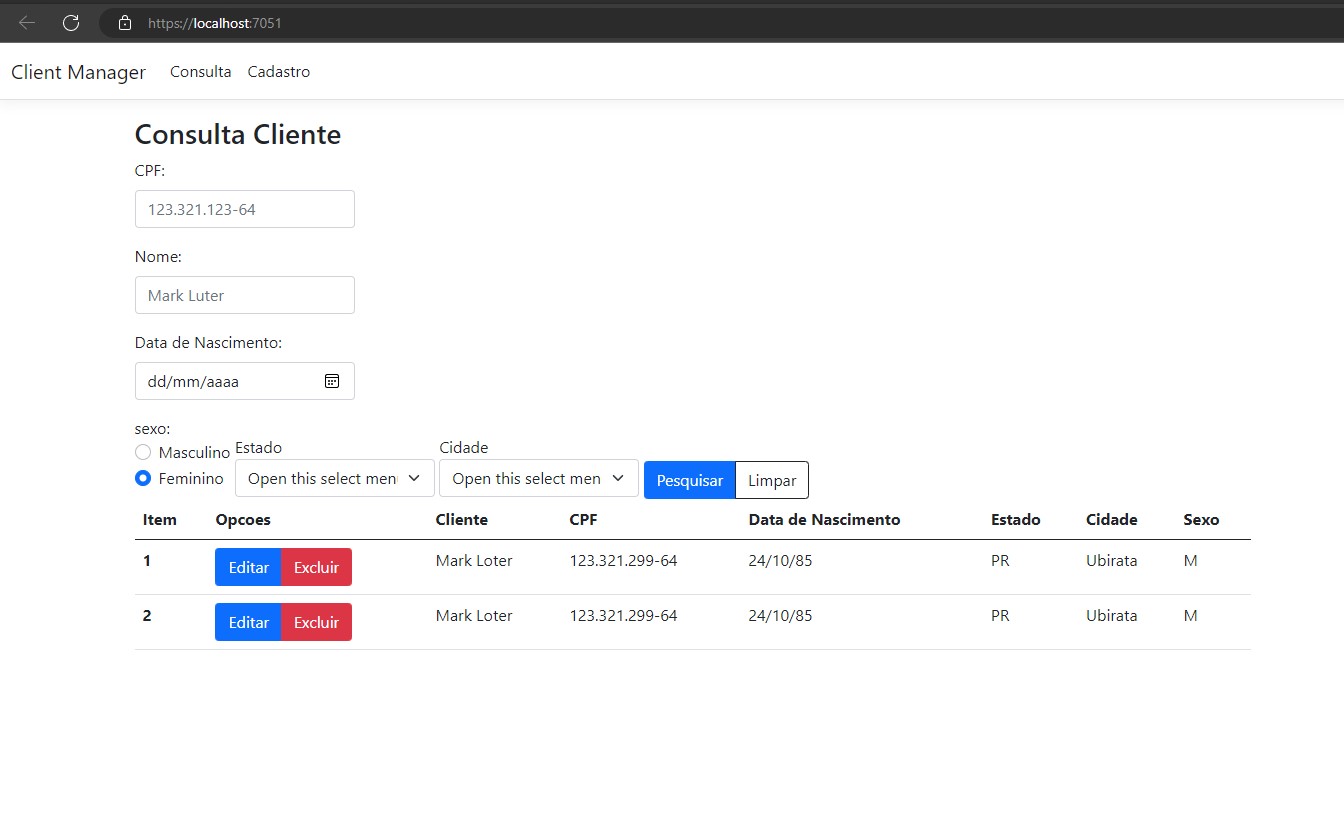 https://localhost:7051
Client Manager Consulta Cadastro
Consulta Cliente
CPF:
123.321.123-64
Nome:
Mark Luter
Data de Nascimento:
dd/mm/aaaa
sexo:
Masculino
Feminino
Estado
Open this select men
Cidade
Open this select men
Pesquisar Limpar
Item Opcoes Cliente CPF Data de Nascimento Estado Cidade Sexo
1 Editar Excluir Mark Loter 123.321.299-64 24/10/85 PR Ubirata M
2 Editar Excluir Mark Loter 123.321.299-64 24/10/85 PR Ubirata M